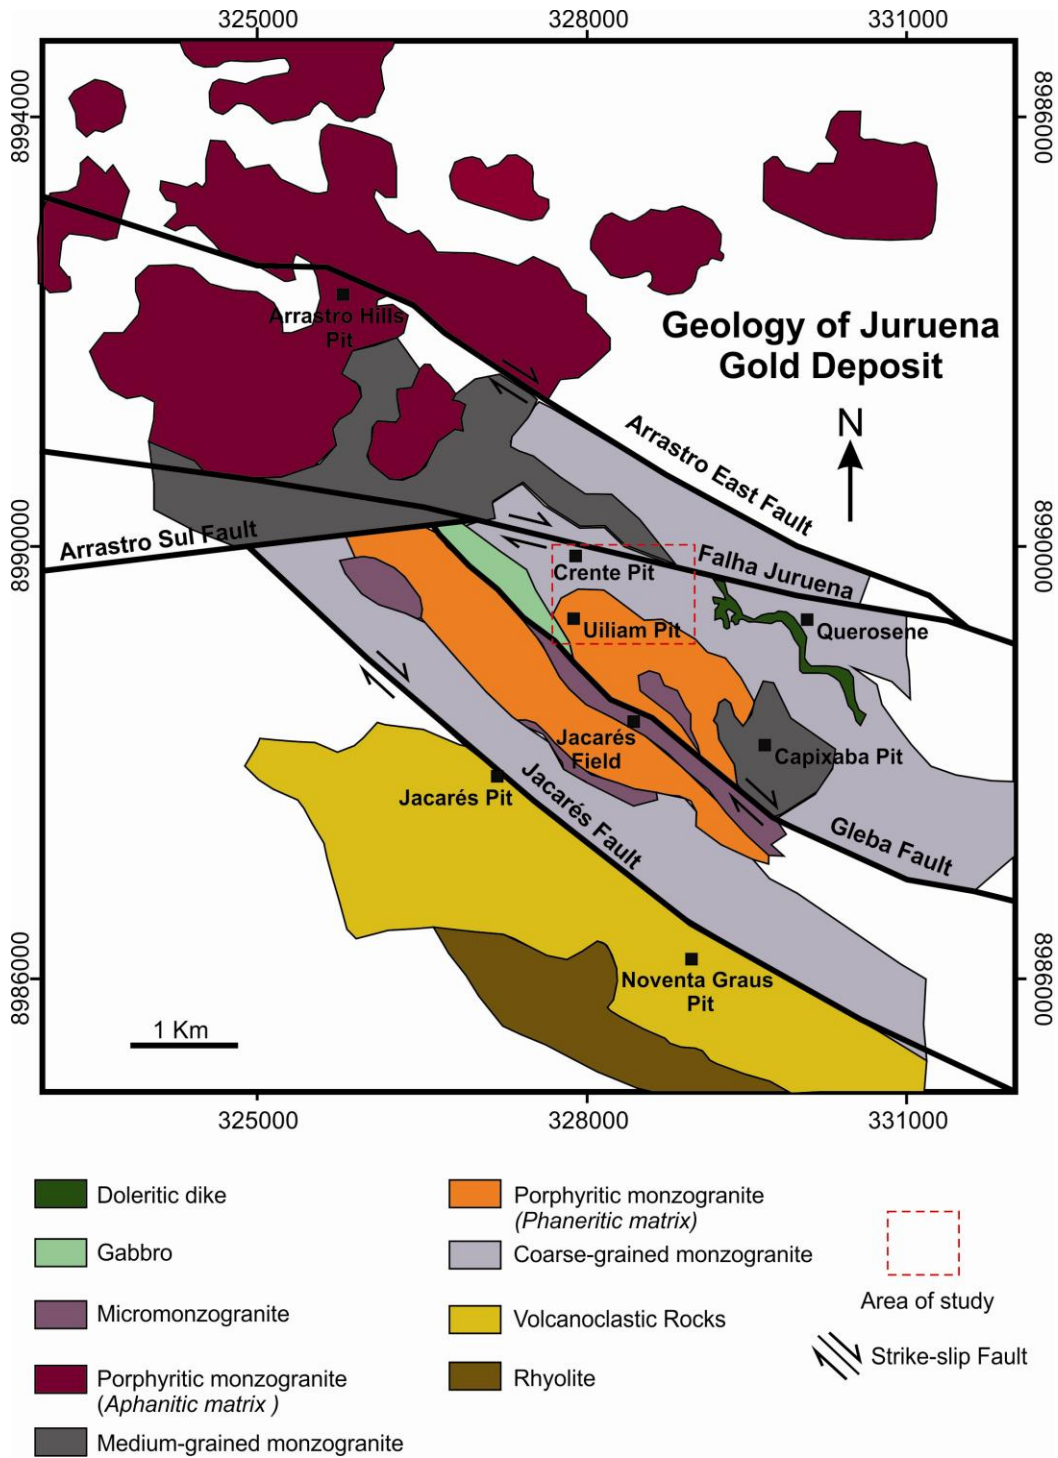 325000
328000
331000
8994000
8986000
Arrastro Hills
Pit
Geology of Juruena
Gold Deposit
N
Arrastro East Fault
8990000
8990000
Arrastro Sul Fault
Crente Pit
Falha Juruena
Uiliam Pit
Querosene
Jacarés
Field
Capixaba Pit
Jacarés Pit
Jacarés Fault
Gleba Fault
8986000
8988000
Noventa Graus
Pit
1 Km
325000
328000
331000
Doleritic dike
Gabbro
Micromonzogranite
Porphyritic monzogranite
(Aphanitic matrix )
Medium-grained monzogranite
Porphyritic monzogranite
(Phaneritic matrix)
Coarse-grained monzogranite
Volcanoclastic Rocks
Rhyolite
Area of study
Strike-slip Fault